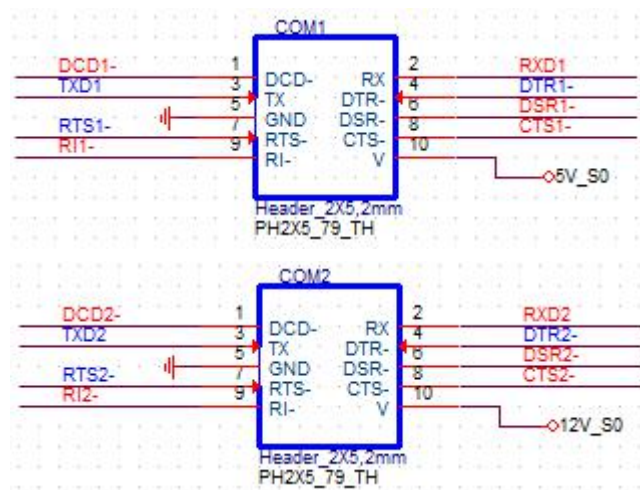 COM1
DCD1- 1 2 RXD1
DCD- RX
TXD1 3 4 DTR1-
TX DTR-
5 6 DSR1-
GND DSR-
RTS1- 7 8 CTS1-
RTS- CTS-
RI1- 9 10
RI- V
5V_S0
Header_2X5,2mm
PH2X5_79_TH
COM2
DCD2- 1 2 RXD2
DCD- RX
TXD2 3 4 DTR2-
TX DTR-
5 6 DSR2-
GND DSR-
RTS2- 7 8 CTS2-
RTS- CTS-
RI2- 9 10
RI- V
12V_S0
Header_2X5,2mm
PH2X5_79_TH